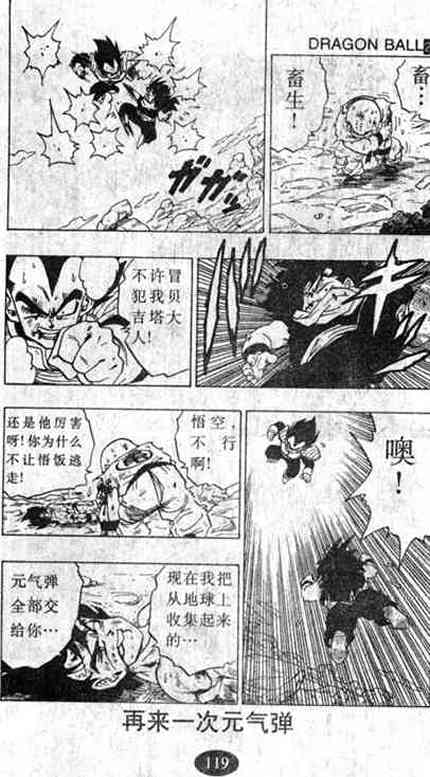 DRAGON BALL
畜…
畜生！
ガガガッ
不许冒
犯我贝
吉塔大
人！
悟空,
不行
啊！
还是他厉害
呀！你为什么
不让悟饭逃
走！
噢！
现在我把
从地球上
收集起来
的…
元气弹
全部交
给你…
再来一次元气弹
119